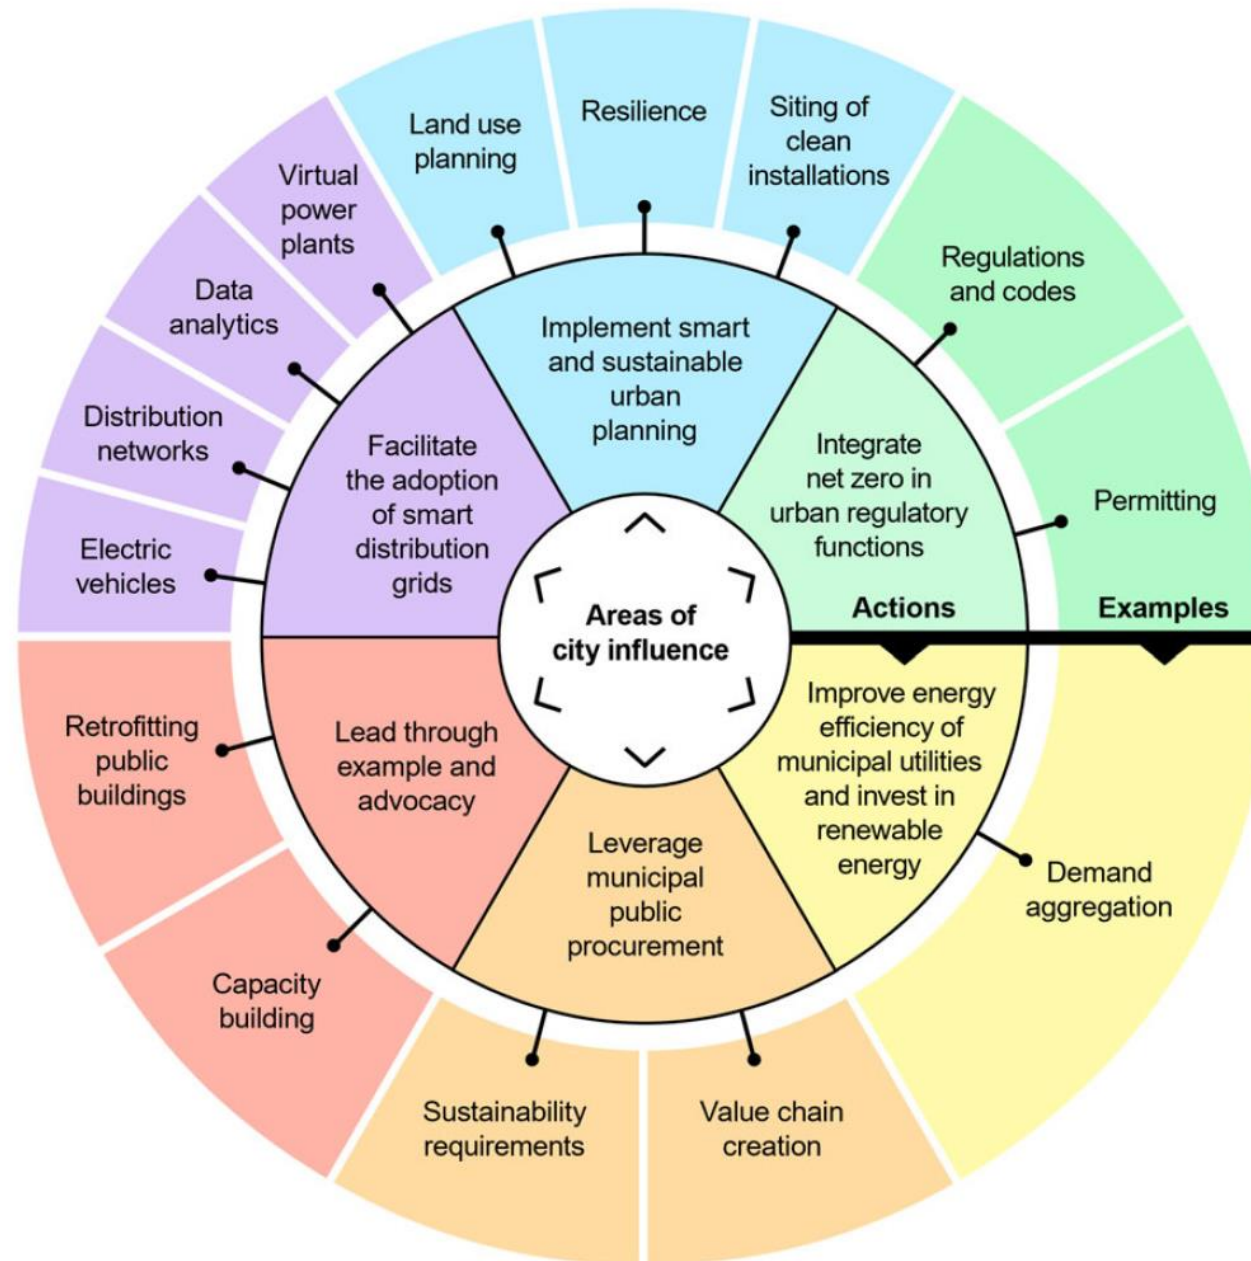 Land use
planning
Resilience
Siting of
clean
installations
Virtual
power
plants
Data
analytics
Distribution
networks
Electric
vehicles
Regulations
and codes
Permitting
Implement smart
and sustainable
urban
planning
Facilitate
the adoption
of smart
distribution
grids
Integrate
net zero in
urban regulatory
functions
Actions
Examples
Areas of
city influence
Retrofitting
public
buildings
Lead through
example and
advocacy
Improve energy
efficiency of
municipal utilities
and invest in
renewable
energy
Leverage
municipal
public
procurement
Demand
aggregation
Capacity
building
Sustainability
requirements
Value chain
creation